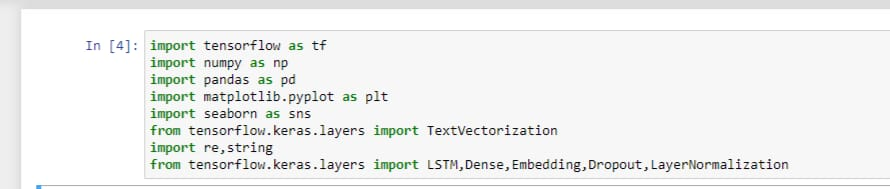 In [4]: import tensorflow as tf
import numpy as np
import pandas as pd
import matplotlib.pyplot as plt
import seaborn as sns
from tensorflow.keras.layers import TextVectorization
import re,string
from tensorflow.keras.layers import LSTM,Dense,Embedding,Dropout,LayerNormalization